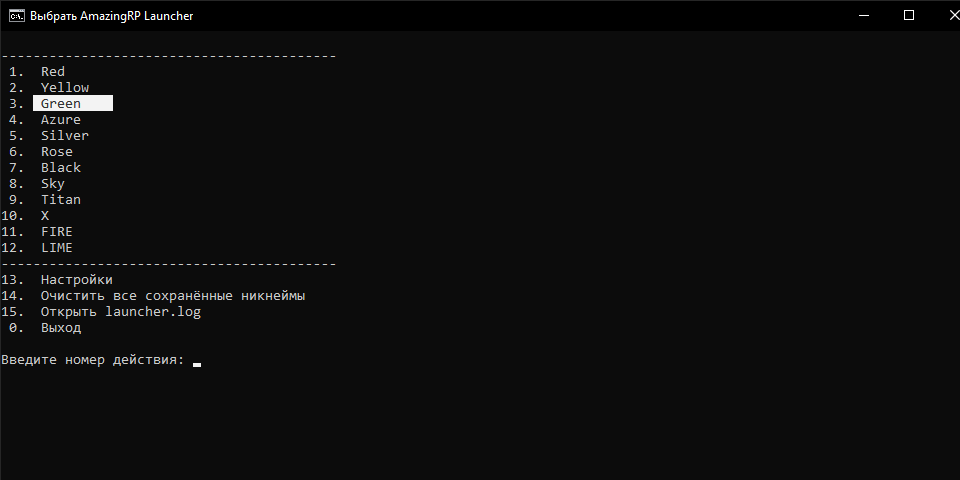 Выбрать AmazingRP Launcher
------------------------------------------
1. Red
2. Yellow
3. Green
4. Azure
5. Silver
6. Rose
7. Black
8. Sky
9. Titan
10. X
11. FIRE
12. LIME
------------------------------------------
13. Настройки
14. Очистить все сохранённые никнеймы
15. Открыть launcher.log
0. Выход
Введите номер действия: